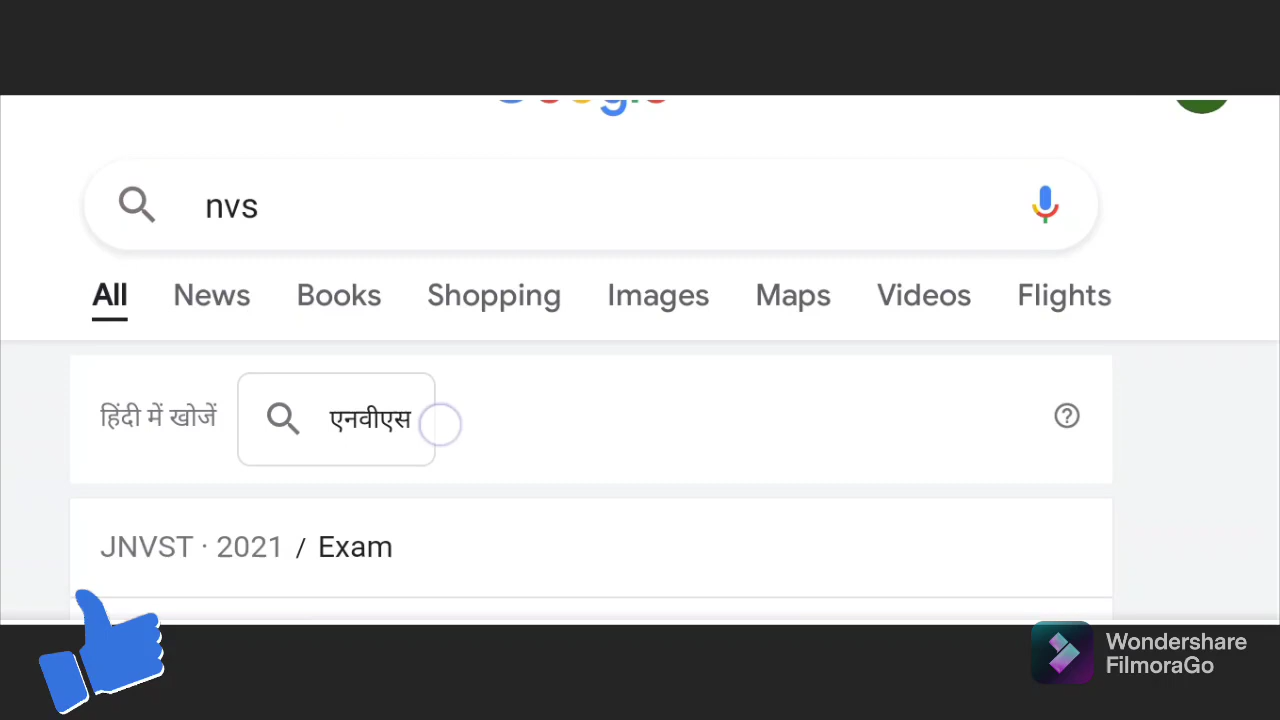 nvs
All News Books Shopping Images Maps Videos Flights
हिंदी में खोजें एनवीएस
JNVST · 2021 / Exam
Wondershare
FilmoraGo